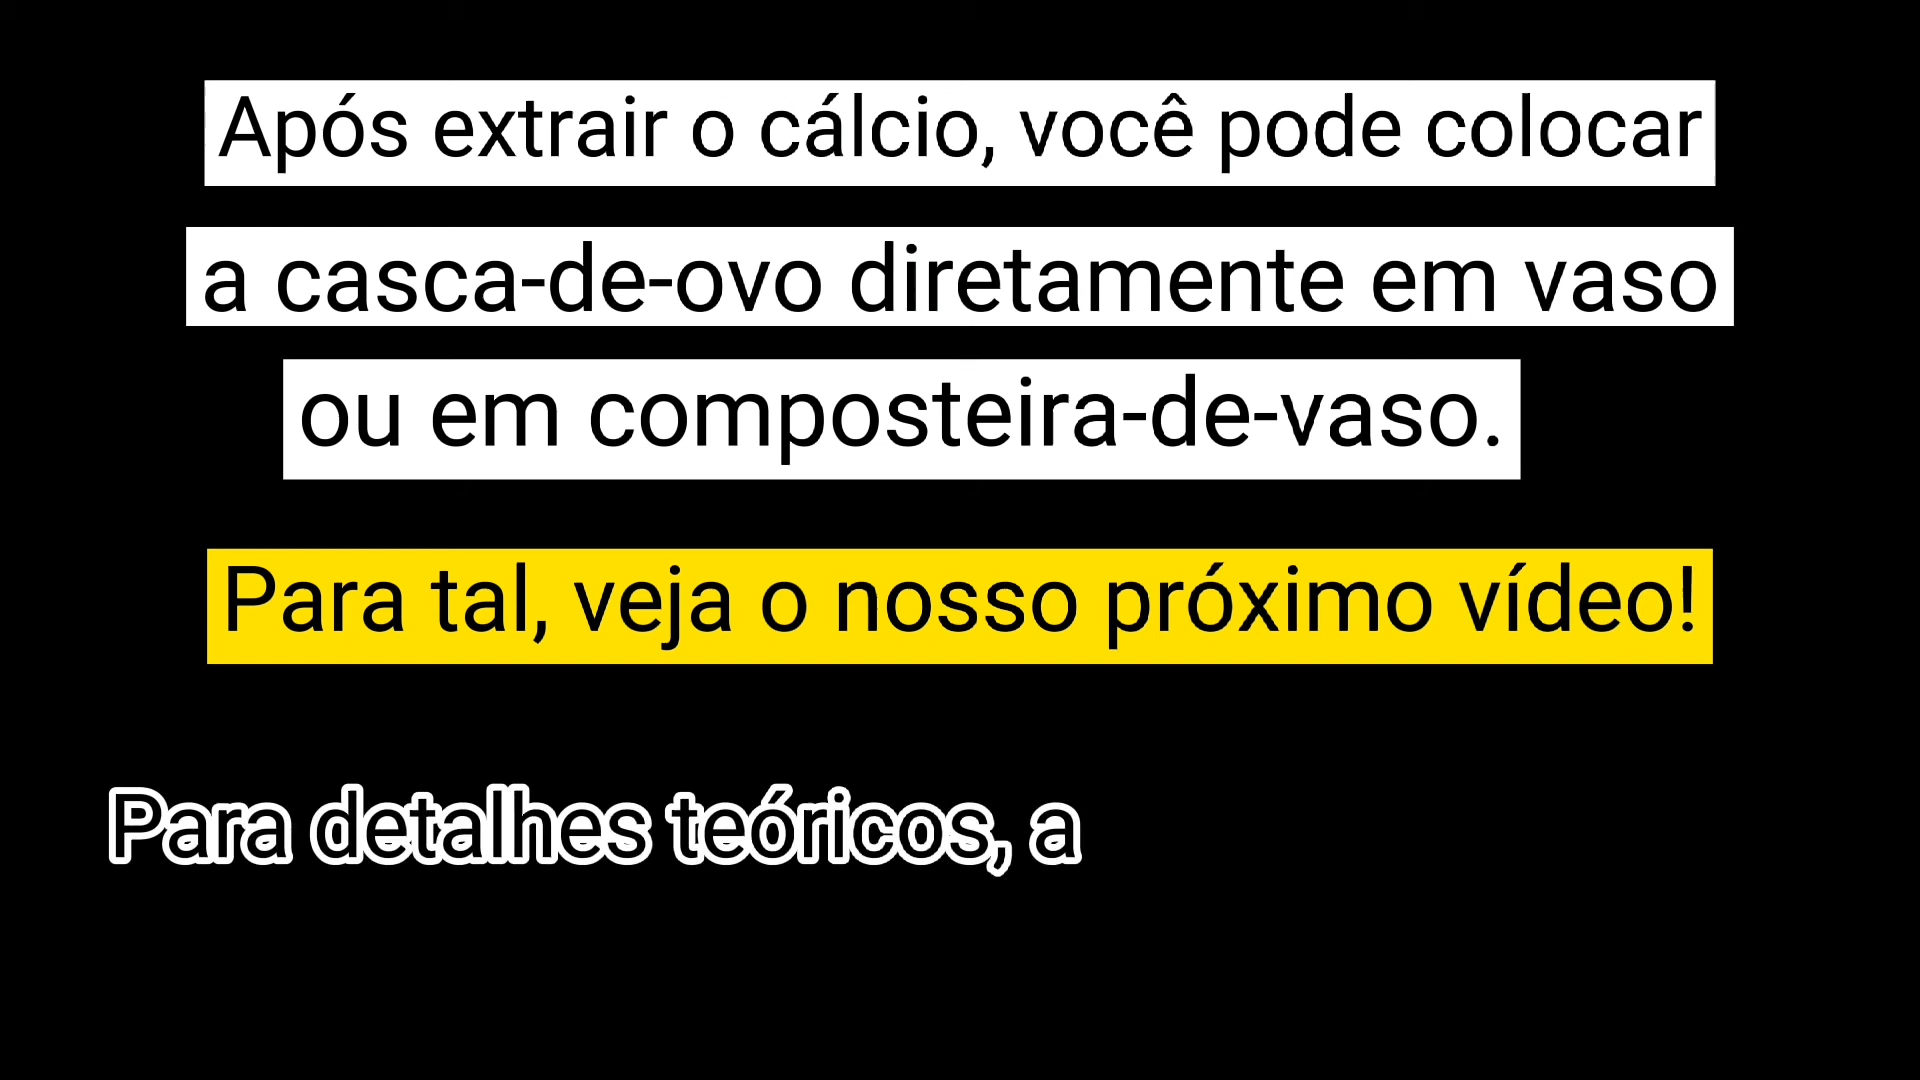 Após extrair o cálcio, você pode colocar
a casca-de-ovo diretamente em vaso
ou em composteira-de-vaso.
Para tal, veja o nosso próximo vídeo!
Para detalhes teóricos, a